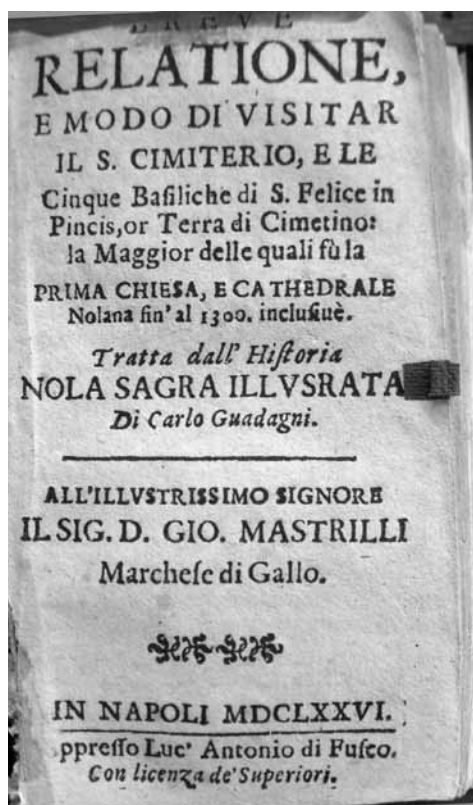 BREVE
RELATIONE,
E MODO DI VISITAR
IL S. CIMITERIO, E LE
Cinque Baſiliche di S. Felice in
Pincis, or Terra di Cimetino:
la Maggior delle quali fù la
PRIMA CHIESA, E CATHEDRALE
Nolana ſin' al 1300. incluſiuè.
Tratta dall' Hiſtoria
NOLA SAGRA ILLVSRATA
Di Carlo Guadagni.
ALL'ILLVSTRISSIMO SIGNORE
IL SIG. D. GIO. MASTRILLI
Marcheſe di Gallo.
IN NAPOLI MDCLXXVI.
ppreſſo Luc' Antonio di Fuſco.
Con licenza de' Superiori.